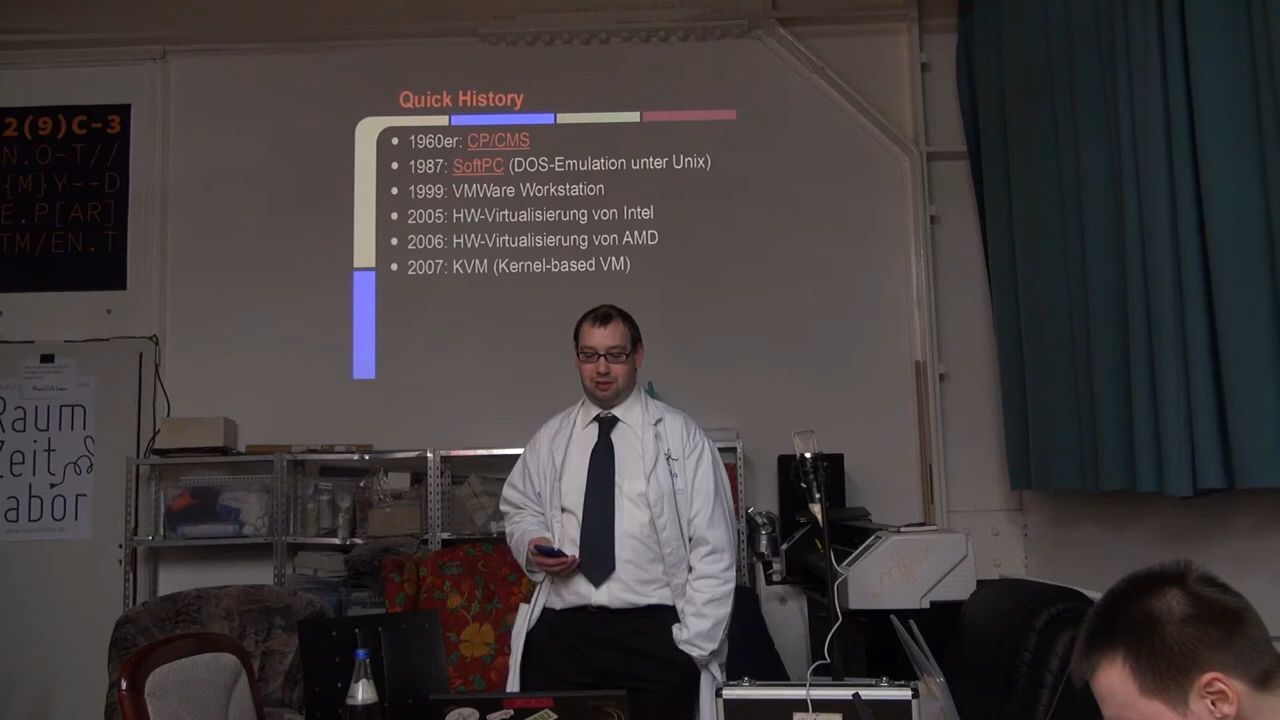 Quick History
1960er: CP/CMS
1987: SoftPC (DOS-Emulation unter Unix)
1999: VMWare Workstation
2005: HW-Virtualisierung von Intel
2006: HW-Virtualisierung von AMD
2007: KVM (Kernel-based VM)
2(9)C-3
N.O-T//
{M}Y--D
E.P[AR]
TM/EN.T
Raum
Zeit
abor